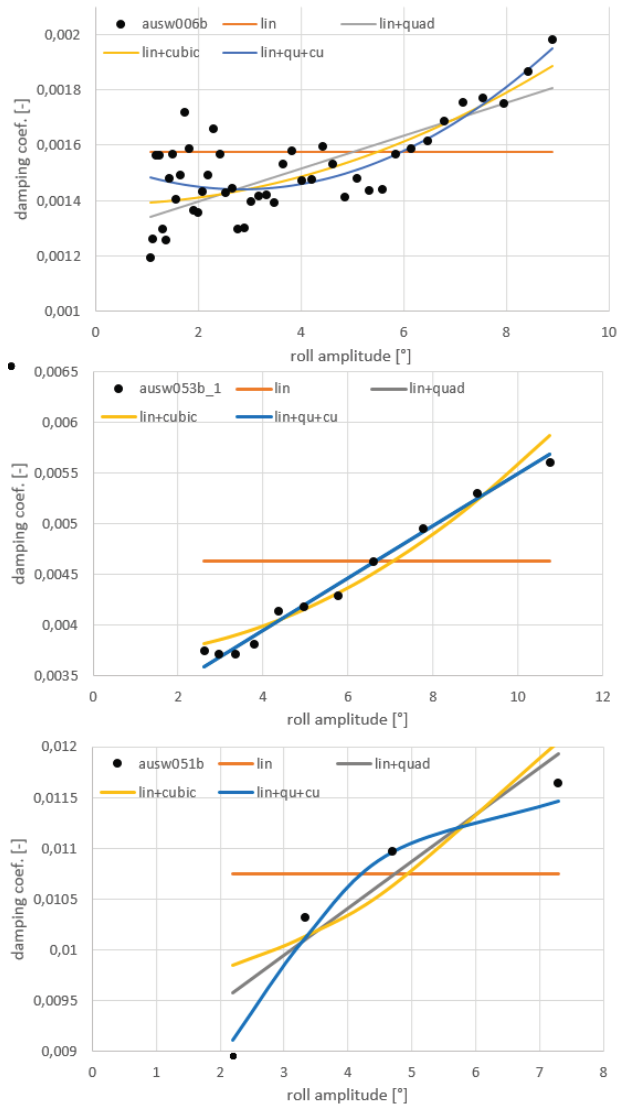 ausw006b lin lin+quad
lin+cubic lin+qu+cu
damping coef. [-]
0,002
0,0018
0,0016
0,0014
0,0012
0,001
0 2 4 6 8 10
roll amplitude [°]
ausw053b_1 lin lin+quad
lin+cubic lin+qu+cu
damping coef. [-]
0,0065
0,006
0,0055
0,005
0,0045
0,004
0,0035
0 2 4 6 8 10 12
roll amplitude [°]
ausw051b lin lin+quad
lin+cubic lin+qu+cu
damping coef. [-]
0,012
0,0115
0,011
0,0105
0,01
0,0095
0,009
0 1 2 3 4 5 6 7 8
roll amplitude [°]